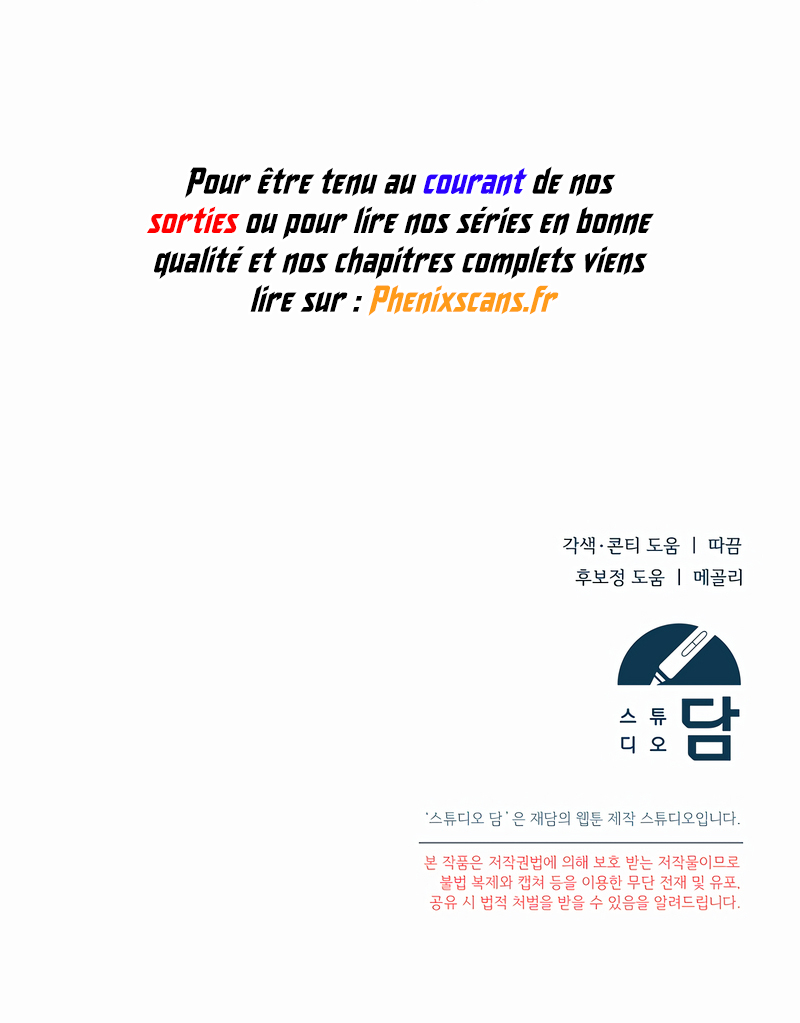 Pour être tenu au courant de nos
sorties ou pour lire nos séries en bonne
qualité et nos chapitres complets viens
lire sur : Phenixscans.fr
각색·콘티 도움 | 따끔
후보정 도움 | 메골리
스튜
디오
담
‘스튜디오 담’은 재담의 웹툰 제작 스튜디오입니다.
본 작품은 저작권법에 의해 보호 받는 저작물이므로
불법 복제와 캡쳐 등을 이용한 무단 전재 및 유포,
공유 시 법적 처벌을 받을 수 있음을 알려드립니다.